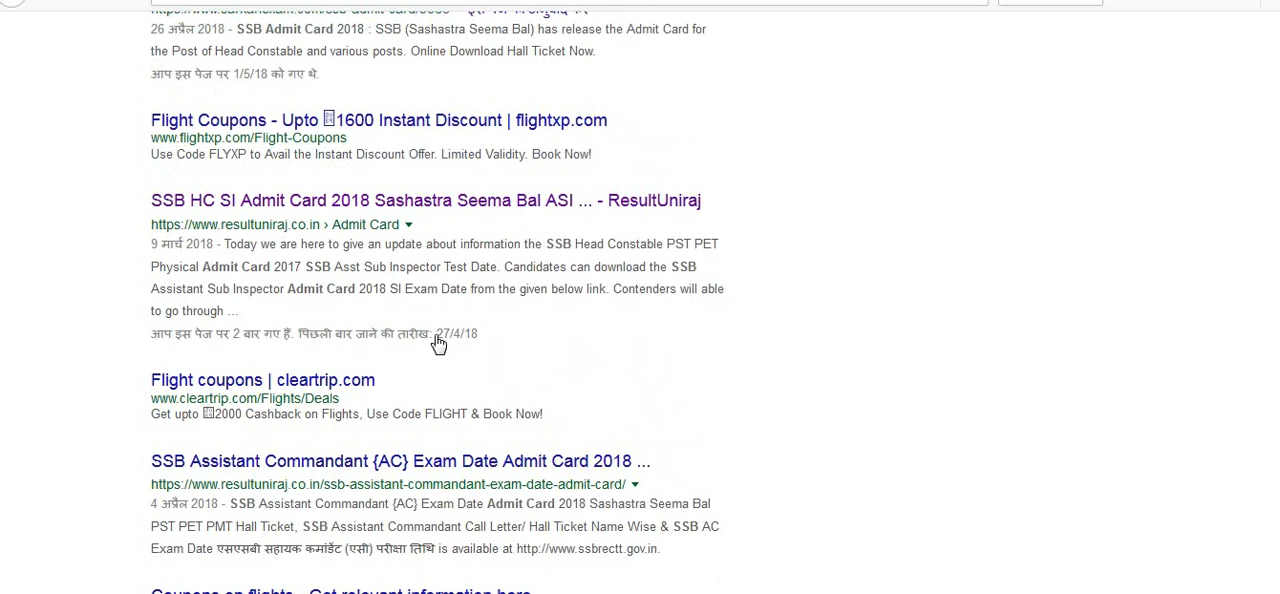 26 अप्रैल 2018 - SSB Admit Card 2018 : SSB (Sashastra Seema Bal) has release the Admit Card for
the Post of Head Constable and various posts. Online Download Hall Ticket Now.
आप इस पेज पर 1/5/18 को गए थे.
Flight Coupons - Upto 1600 Instant Discount | flightxp.com
www.flightxp.com/Flight-Coupons
Use Code FLYXP to Avail the Instant Discount Offer. Limited Validity. Book Now!
SSB HC SI Admit Card 2018 Sashastra Seema Bal ASI ... - ResultUniraj
https://www.resultuniraj.co.in › Admit Card
9 मार्च 2018 - Today we are here to give an update about information the SSB Head Constable PST PET
Physical Admit Card 2017 SSB Asst Sub Inspector Test Date. Candidates can download the SSB
Assistant Sub Inspector Admit Card 2018 SI Exam Date from the given below link. Contenders will able
to go through ...
आप इस पेज पर 2 बार गए हैं. पिछली बार जाने की तारीख: 27/4/18
Flight coupons | cleartrip.com
www.cleartrip.com/Flights/Deals
Get upto 2000 Cashback on Flights, Use Code FLIGHT & Book Now!
SSB Assistant Commandant {AC} Exam Date Admit Card 2018 ...
https://www.resultuniraj.co.in/ssb-assistant-commandant-exam-date-admit-card/
4 अप्रैल 2018 - SSB Assistant Commandant {AC} Exam Date Admit Card 2018 Sashastra Seema Bal
PST PET PMT Hall Ticket, SSB Assistant Commandant Call Letter/ Hall Ticket Name Wise & SSB AC
Exam Date एसएसबी सहायक कमांडेंट (एसी) परीक्षा तिथि is available at http://www.ssbrectt.gov.in.
Coupons on flights - Get relevant information here